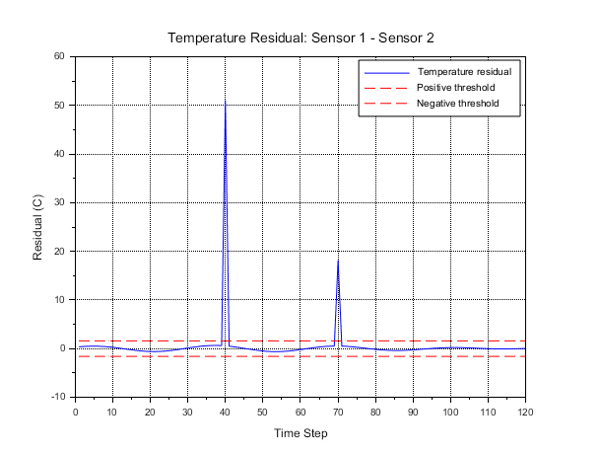 Temperature Residual: Sensor 1 - Sensor 2
60
50
40
30
20
10
0
-10
Residual (C)
Temperature residual
Positive threshold
Negative threshold
0 10 20 30 40 50 60 70 80 90 100 110 120
Time Step